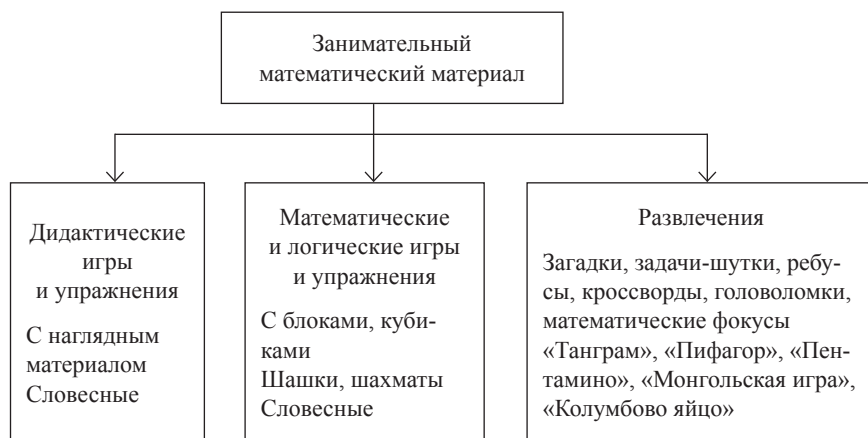 Занимательный
математический материал
Дидактические
игры
и упражнения
С наглядным
материалом
Словесные
Математические
и логические игры
и упражнения
С блоками, куби-
ками
Шашки, шахматы
Словесные
Развлечения
Загадки, задачи-шутки, ребу-
сы, кроссворды, головоломки,
математические фокусы
«Танграм», «Пифагор», «Пен-
тамино», «Монгольская игра»,
«Колумбово яйцо»